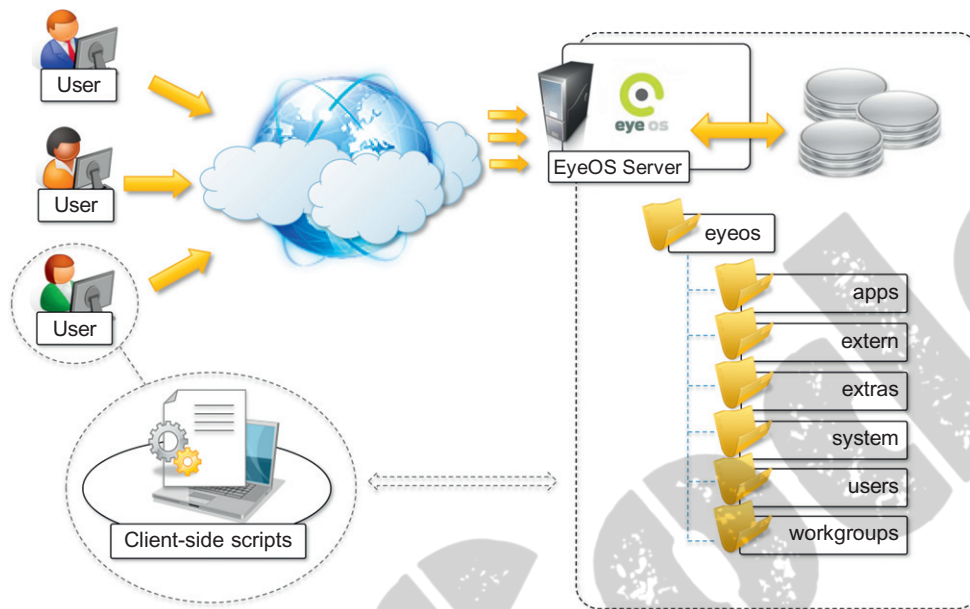 User
User
User
eye os
EyeOS Server
eyeos
apps
extern
extras
system
users
workgroups
Client-side scripts